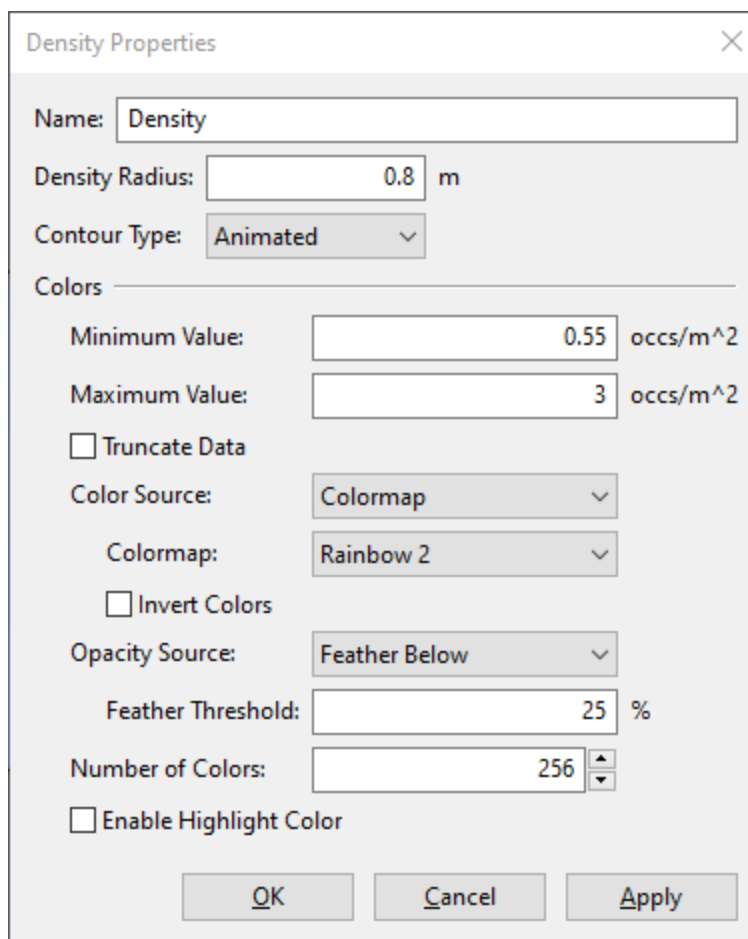 Density Properties
Name: Density
Density Radius: 0.8 m
Contour Type: Animated
Colors
Minimum Value: 0.55 occs/m^2
Maximum Value: 3 occs/m^2
Truncate Data
Color Source: Colormap
Colormap: Rainbow 2
Invert Colors
Opacity Source: Feather Below
Feather Threshold: 25 %
Number of Colors: 256
Enable Highlight Color
OK Cancel Apply